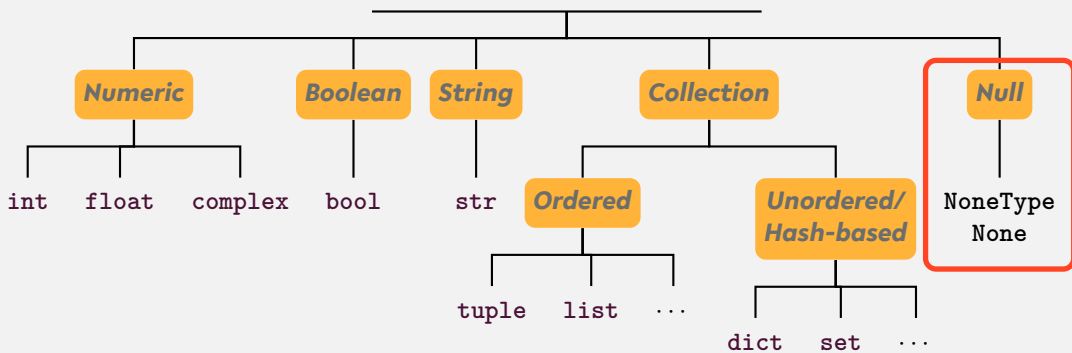 Numeric Boolean String Collection Null
int float complex bool str Ordered Unordered/ NoneType
Hash-based None
tuple list ...
dict set ...